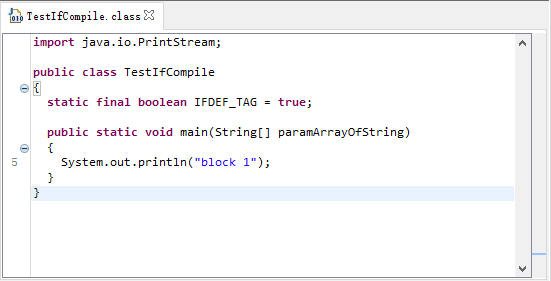 TestIfCompile.class
import java.io.PrintStream;
public class TestIfCompile
{
static final boolean IFDEF_TAG = true;
public static void main(String[] paramArrayOfString)
{
5 System.out.println("block 1");
}
}